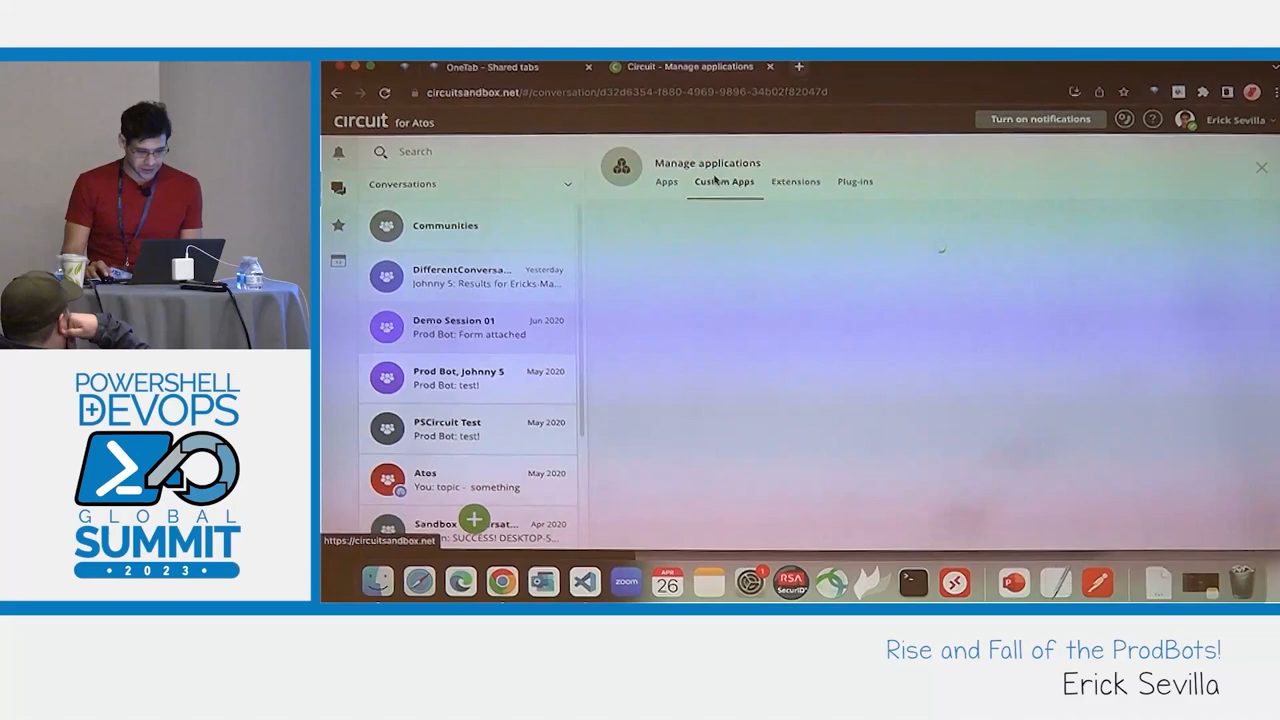 OneTab - Shared tabs
Circuit - Manage applications
circuitsandbox.net/#/conversation/d32d6354-f880-4969-9896-34b02f82047d
circuit for Atos
Turn on notifications
Erick Sevilla
Search
Conversations
Communities
DifferentConversa... Yesterday
Johnny 5: Results for Ericks-Ma...
Demo Session 01 Jun 2020
Prod Bot: Form attached
Prod Bot, Johnny 5 May 2020
Prod Bot: test!
PSCircuit Test May 2020
Prod Bot: test!
Atos May 2020
You: topic - something
Sandbox Apr 2020
SUCCESS! DESKTOP-5...
https://circuitsandbox.net
Manage applications
Apps Custom Apps Extensions Plug-ins
zoom
APR
26
1
RSA
SecurID
POWERSHELL
+DEVOPS
GLOBAL
SUMMIT
• 2023 •
Rise and Fall of the ProdBots!
Erick Sevilla